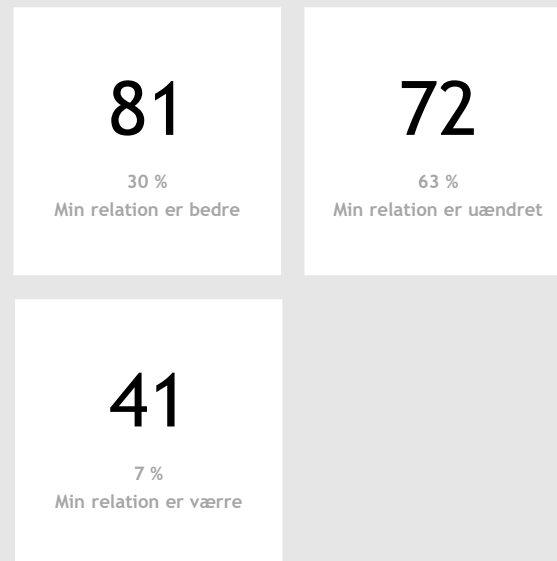 81
30 %
Min relation er bedre
72
63 %
Min relation er uændret
41
7 %
Min relation er værre